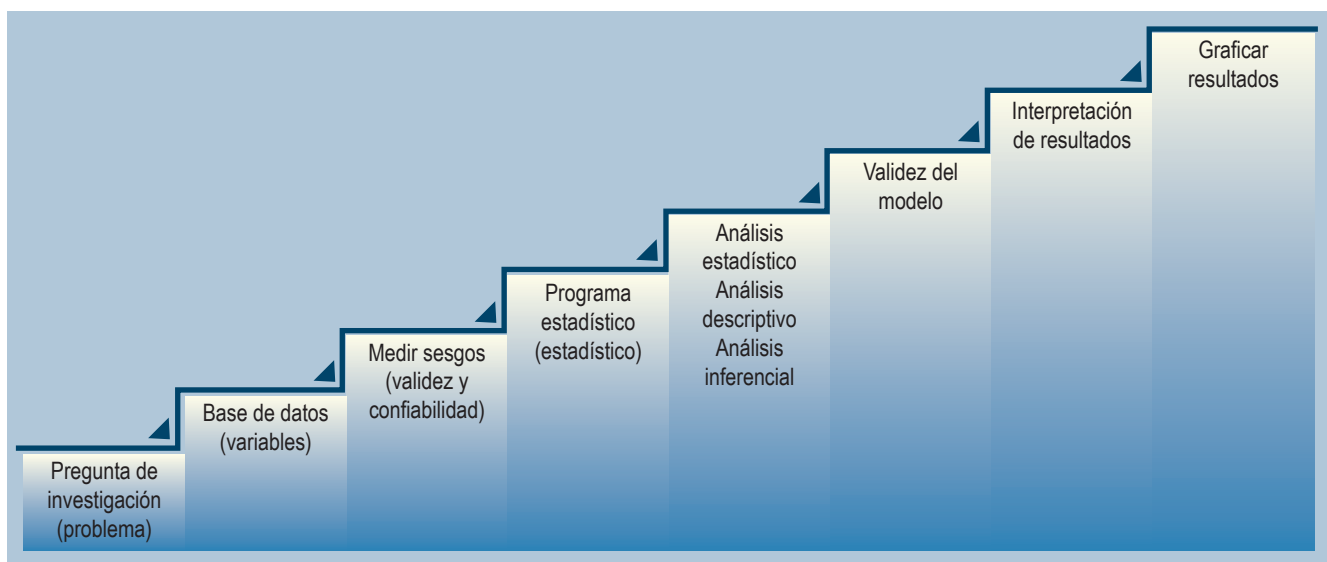 Pregunta de
investigación
(problema)
Base de datos
(variables)
Medir sesgos
(validez y
confiabilidad)
Programa
estadístico
(estadístico)
Análisis
estadístico
Análisis
descriptivo
Análisis
inferencial
Validez del
modelo
Interpretación
de resultados
Graficar
resultados